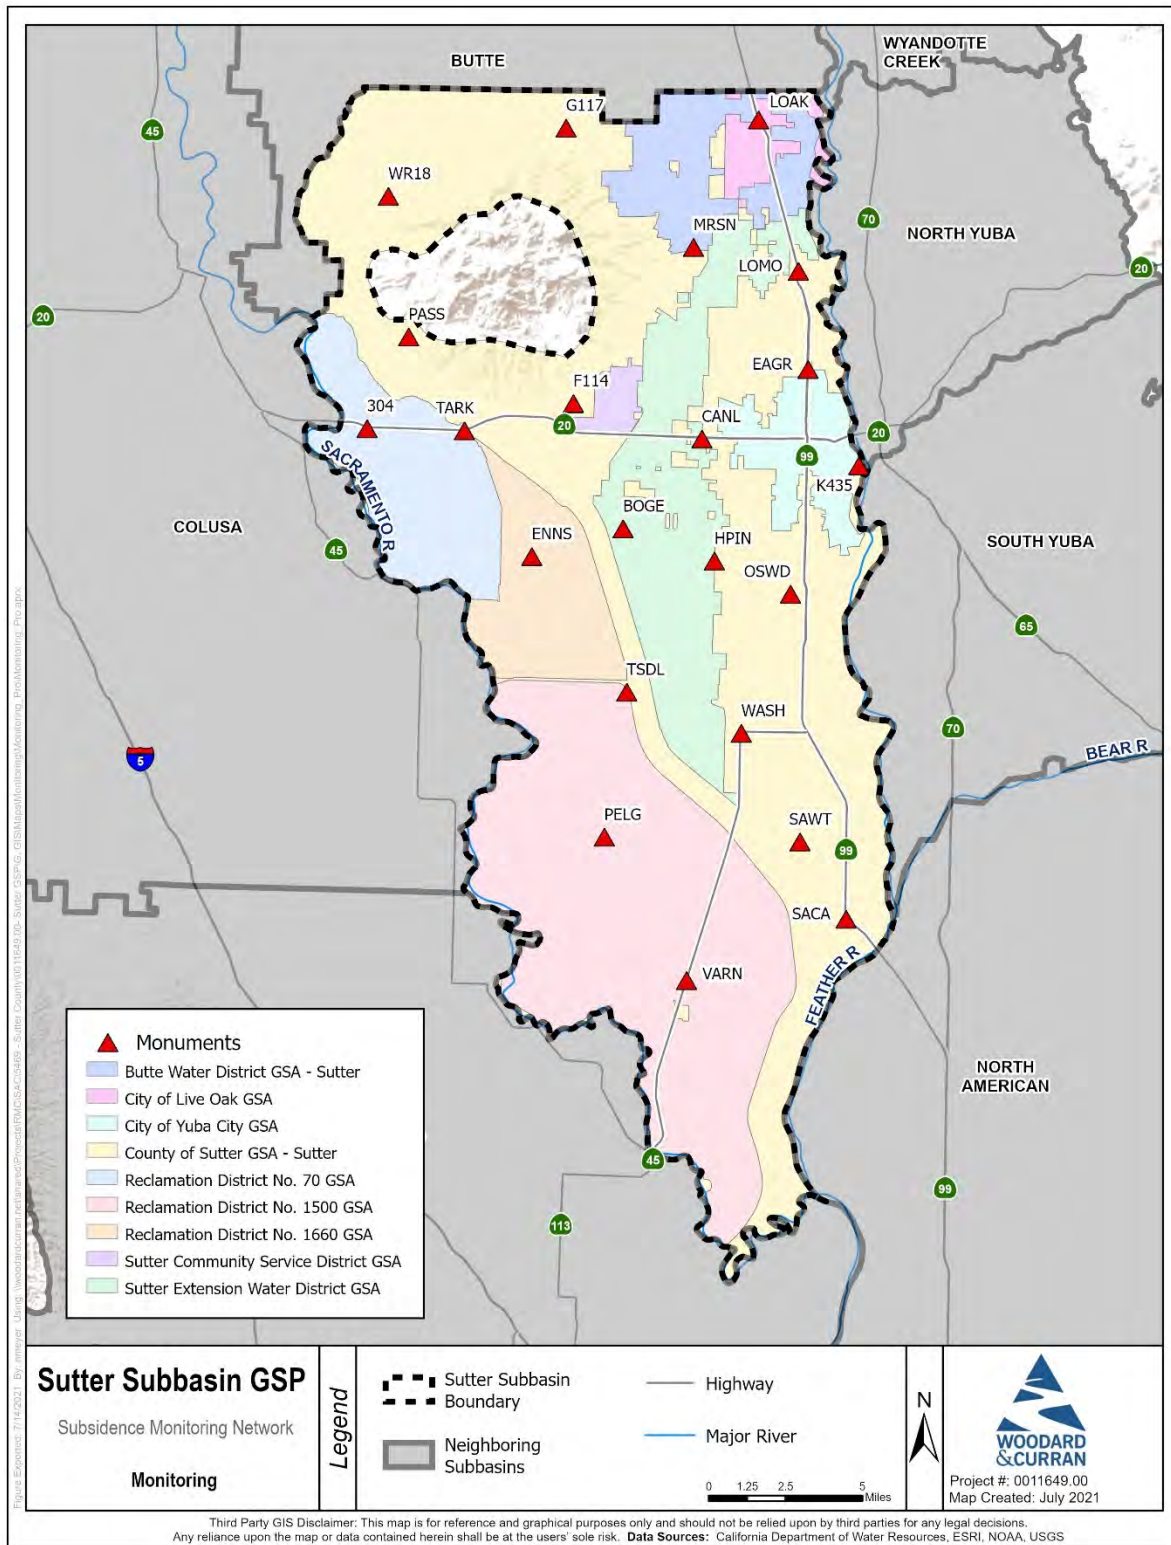 BUTTE
WYANDOTTE
CREEK
LOAK
G117
45
WR18
MRSN
70
NORTH YUBA
LOMO
20
20
PASS
EAGR
F114
304
TARK
CANL
20
20
99
K435
SACRAMENTO R
COLUSA
BOGE
45
ENNS
HPIN
SOUTH YUBA
OSWD
65
TSDL
WASH
70
5
BEAR R
PELG
SAWT
99
SACA
VARN
FEATHER R
NORTH
AMERICAN
45
99
113
Monuments
Butte Water District GSA - Sutter
City of Live Oak GSA
City of Yuba City GSA
County of Sutter GSA - Sutter
Reclamation District No. 70 GSA
Reclamation District No. 1500 GSA
Reclamation District No. 1660 GSA
Sutter Community Service District GSA
Sutter Extension Water District GSA
Sutter Subbasin GSP
Subsidence Monitoring Network
Monitoring
Legend
Sutter Subbasin
Boundary
Neighboring
Subbasins
Highway
Major River
N
0 1.25 2.5 5
Miles
WOODARD
&CURRAN
Project #: 0011649.00
Map Created: July 2021
Third Party GIS Disclaimer: This map is for reference and graphical purposes only and should not be relied upon by third parties for any legal decisions.
Any reliance upon the map or data contained herein shall be at the users' sole risk. Data Sources: California Department of Water Resources, ESRI, NOAA, USGS